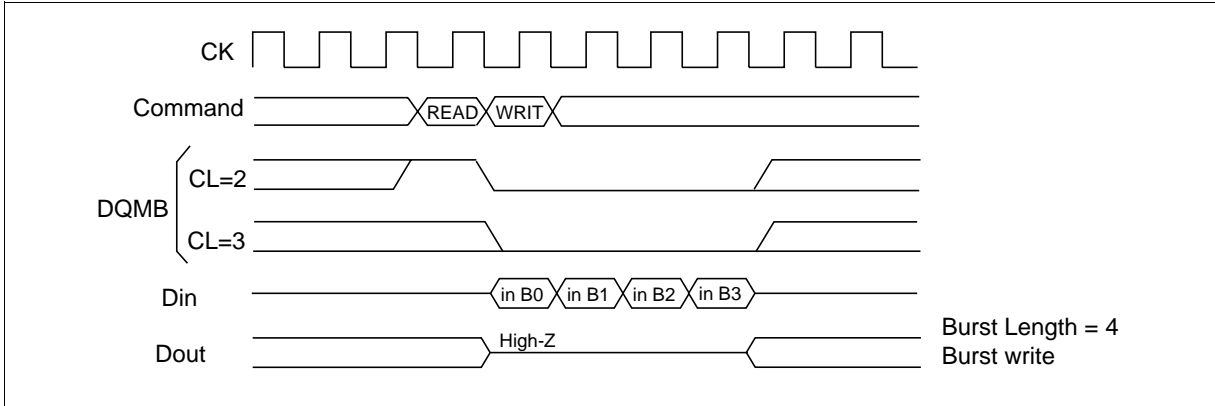 CK
Command
READ WRIT
CL=2
DQMB
CL=3
Din
in B0 in B1 in B2 in B3
High-Z
Dout
Burst Length = 4
Burst write